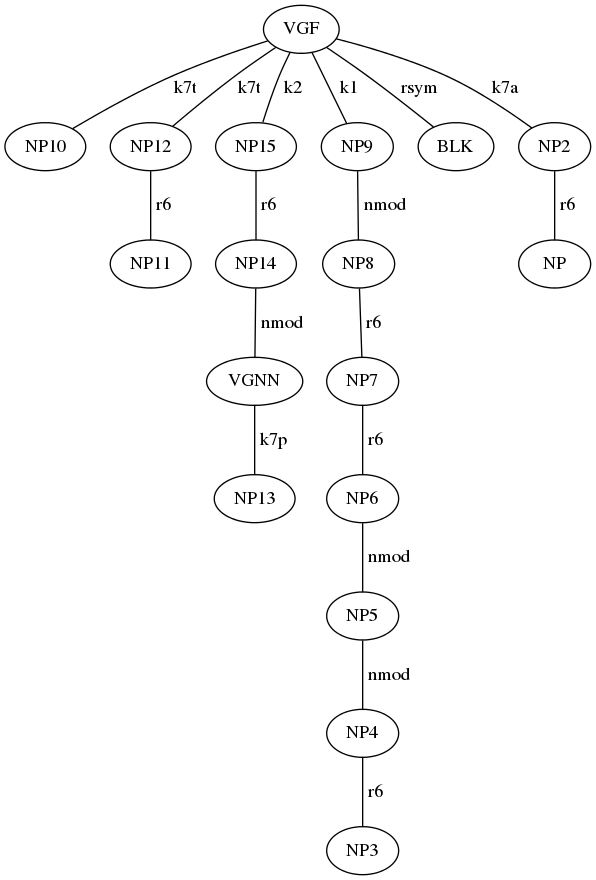 VGF
k7t k7t k2 k1 rsym k7a
NP10 NP12 NP15 NP9 BLK NP2
r6 r6 nmod r6
NP11 NP14 NP8 NP
nmod r6
VGNN NP7
k7p r6
NP13 NP6
nmod
NP5
nmod
NP4
r6
NP3